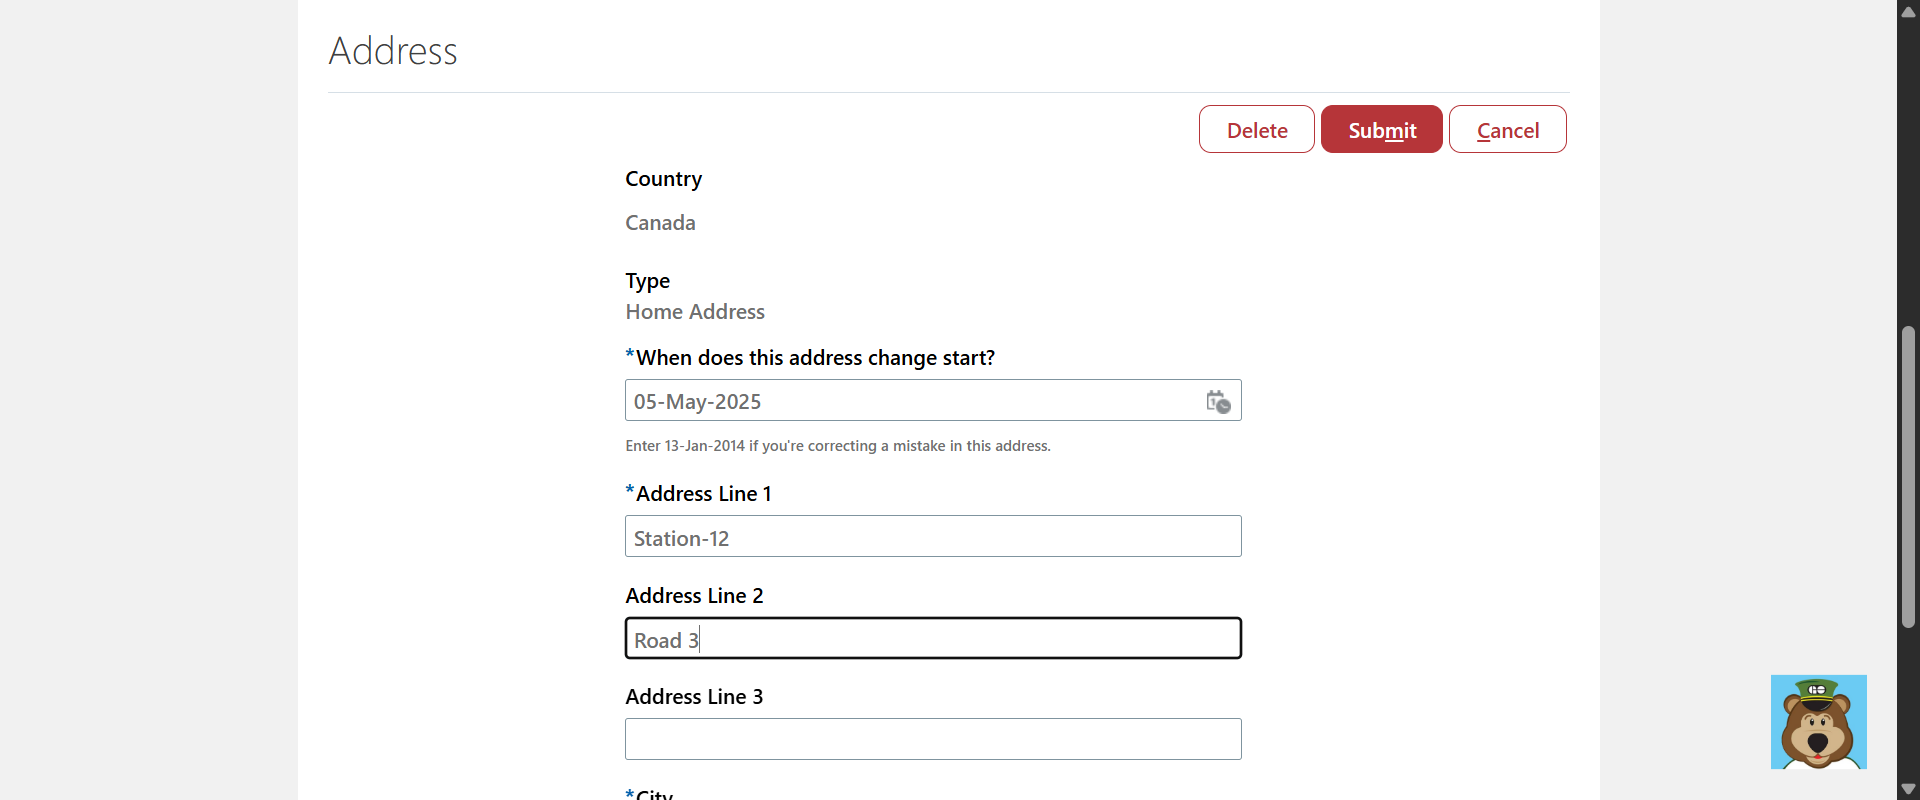 Address
Delete
Submit
Cancel
Country
Canada
Type
Home Address
*When does this address change start?
05-May-2025
Enter 13-Jan-2014 if you're correcting a mistake in this address.
*Address Line 1
Station-12
Address Line 2
Road 3
Address Line 3
*City
GO